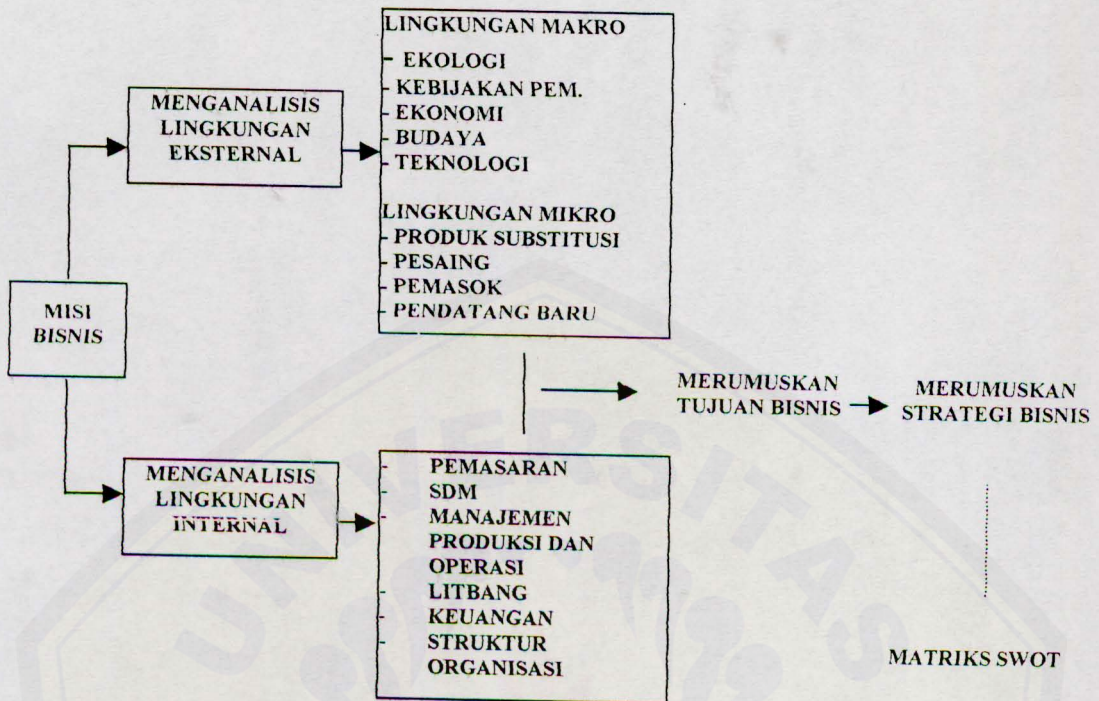 MISI
BISNIS
MENGANALISIS
LINGKUNGAN
EKSTERNAL
LINGKUNGAN MAKRO
- EKOLOGI
- KEBIJAKAN PEM.
- EKONOMI
- BUDAYA
- TEKNOLOGI
LINGKUNGAN MIKRO
- PRODUK SUBSTITUSI
- PESAING
- PEMASOK
- PENDATANG BARU
MENGANALISIS
LINGKUNGAN
INTERNAL
- PEMASARAN
- SDM
- MANAJEMEN
PRODUKSI DAN
OPERASI
- LITBANG
- KEUANGAN
- STRUKTUR
ORGANISASI
MERUMUSKAN
TUJUAN BISNIS
MERUMUSKAN
STRATEGI BISNIS
MATRIKS SWOT
UNIVERSITAS